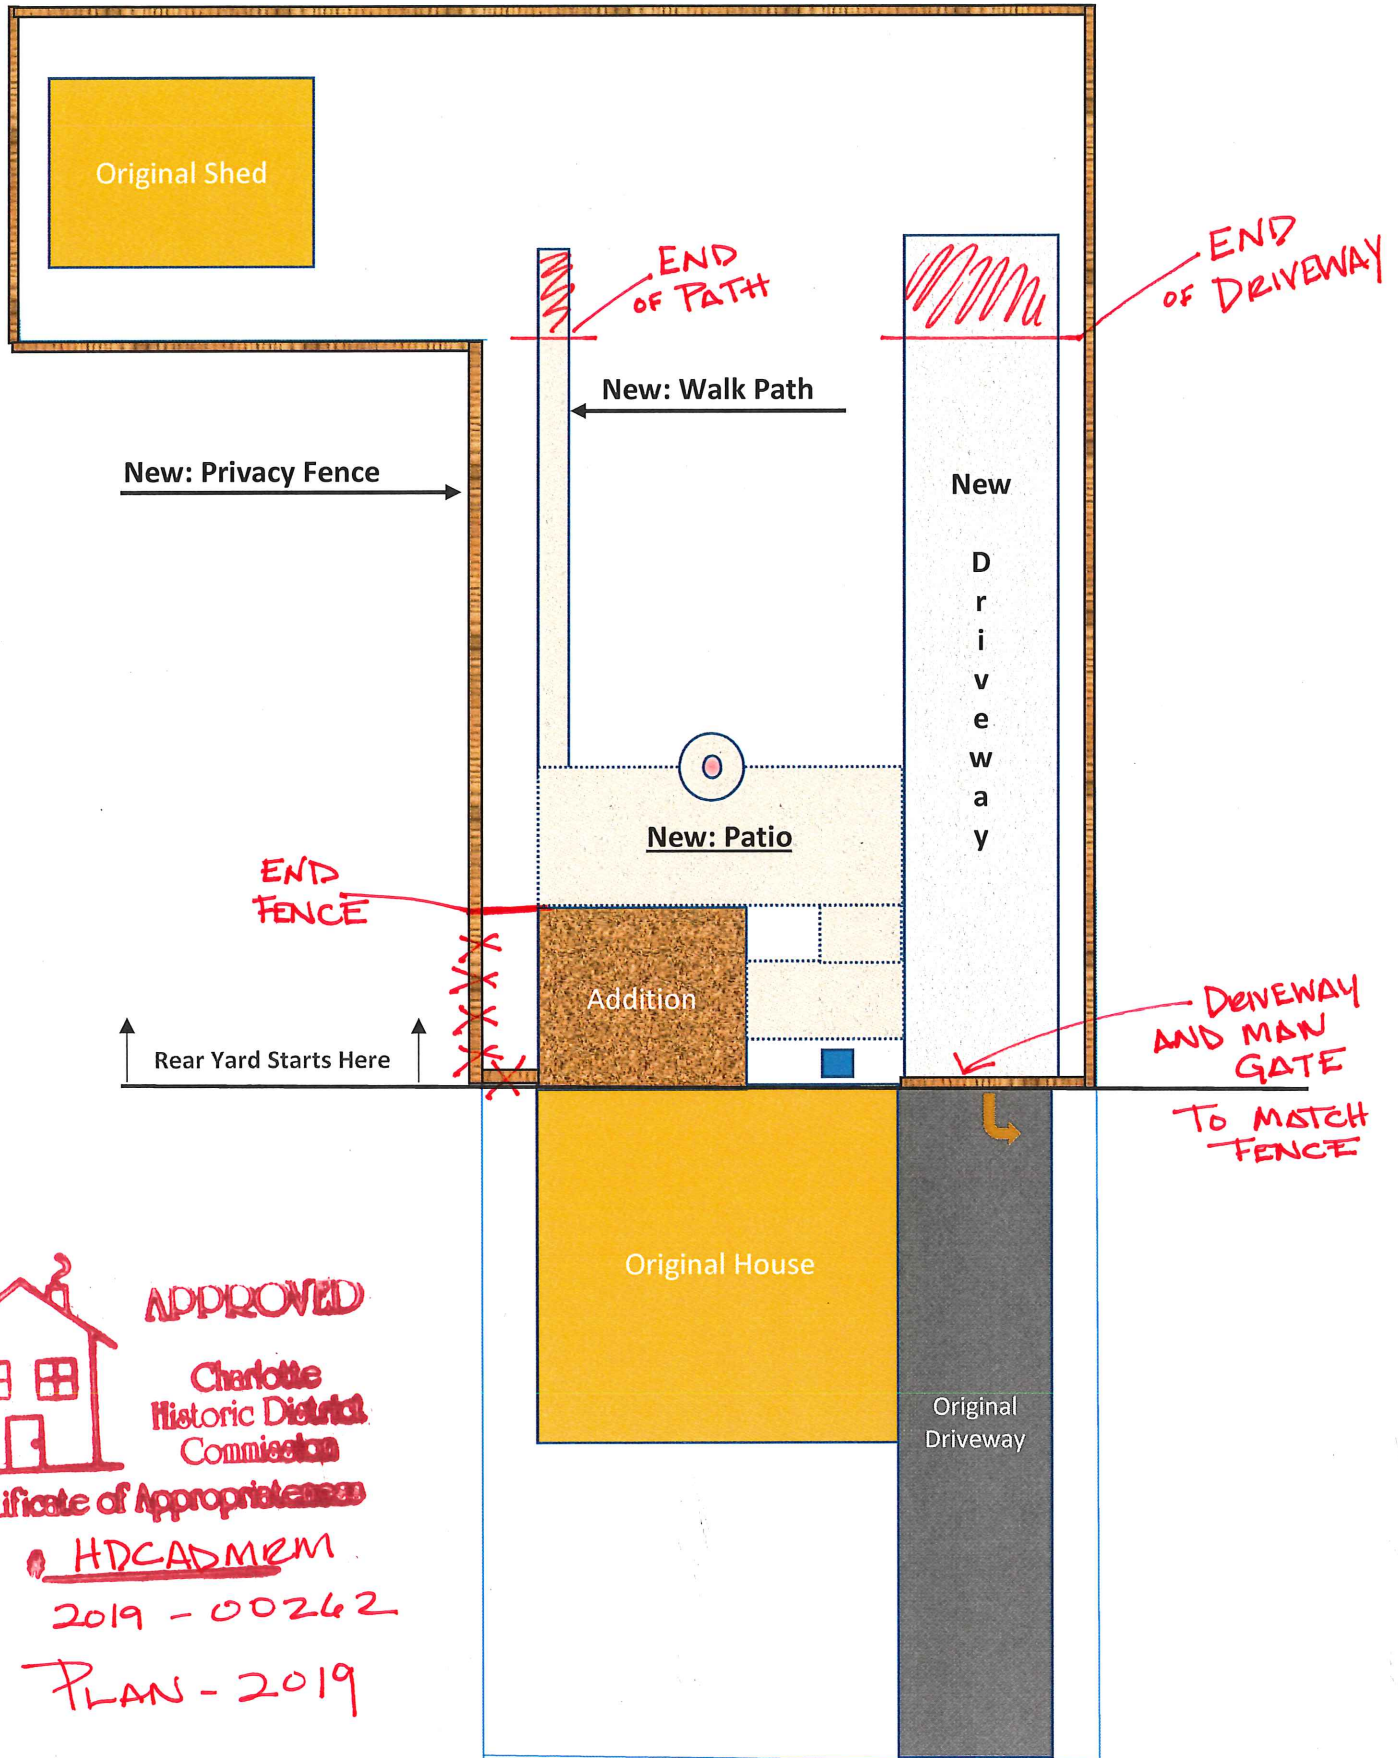 Original Shed
END
OF PATH
END
OF DRIVEWAY
New: Walk Path
New: Privacy Fence
New
D
r
i
v
e
w
a
y
New: Patio
END
FENCE
Addition
Rear Yard Starts Here
DRIVEWAY
AND MAN
GATE
TO MATCH
FENCE
Original House
Original
Driveway
APPROVED
Charlotte
Historic District
Commission
ificate of Appropriateness
HDCADMRM
2019 - 00262
PLAN - 2019